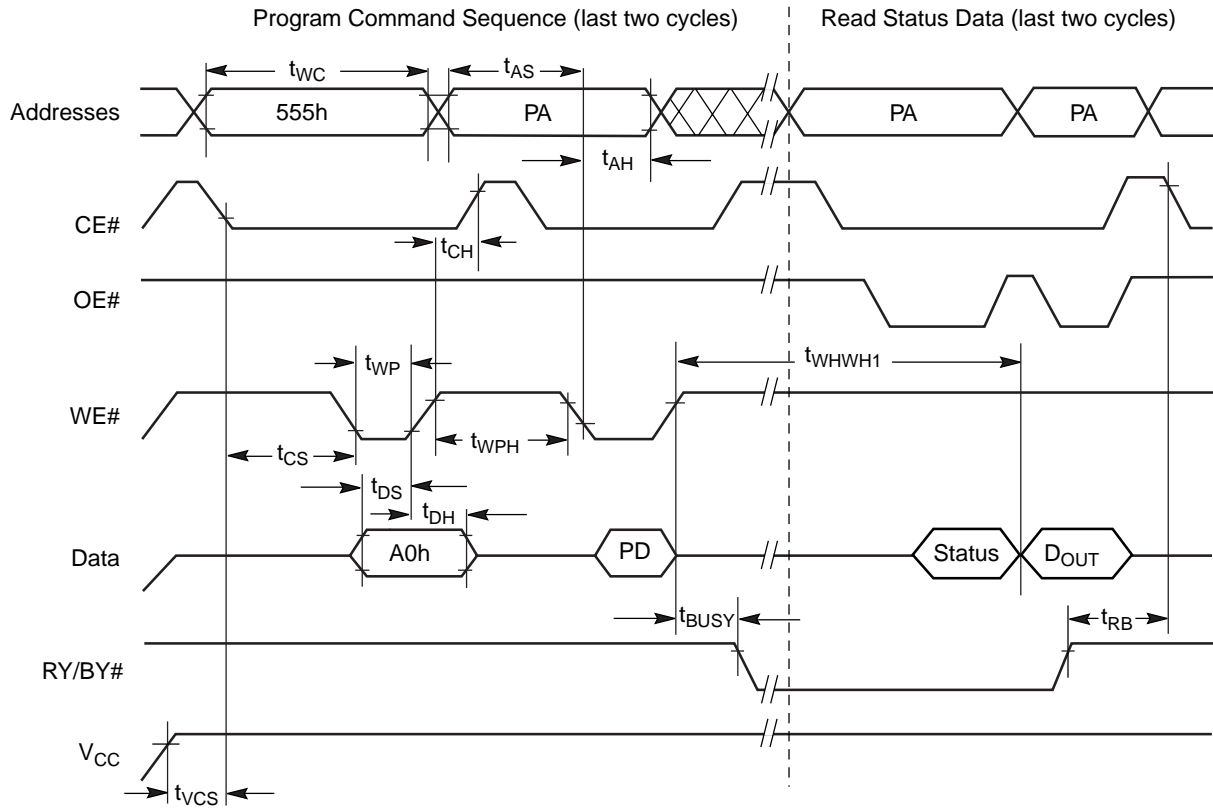 Program Command Sequence (last two cycles) Read Status Data (last two cycles)
tWC tAS
Addresses 555h PA PA PA
tAH
CE#
tCH
OE#
tWP tWHWH1
WE#
tCS tWPH
tDS
tDH
Data A0h PD Status DOUT
tBUSY tRB
RY/BY#
VCC
tVCS